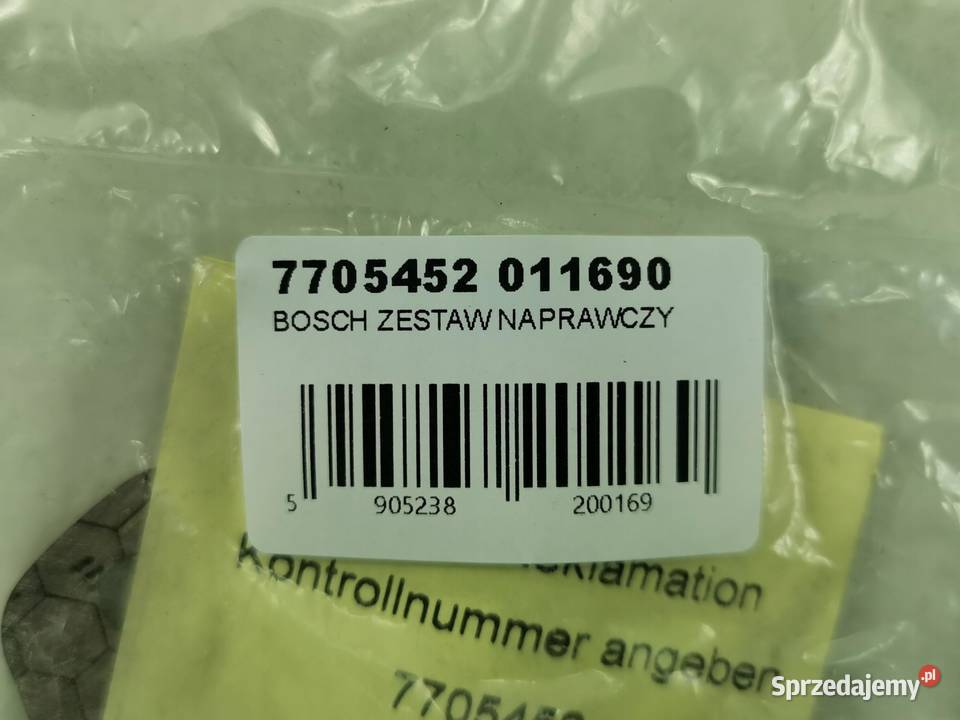 7705452 011690
BOSCH ZESTAW NAPRAWCZY
5 905238 200169
Kontrollnummer angeben
Sprzedajemy.pl